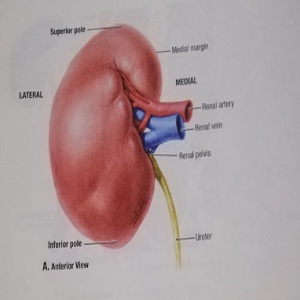 Superior pole
Medial margin
MEDIAL
LATERAL
Renal artery
Renal vein
Renal pelvis
Ureter
Inferior pole
A. Anterior View